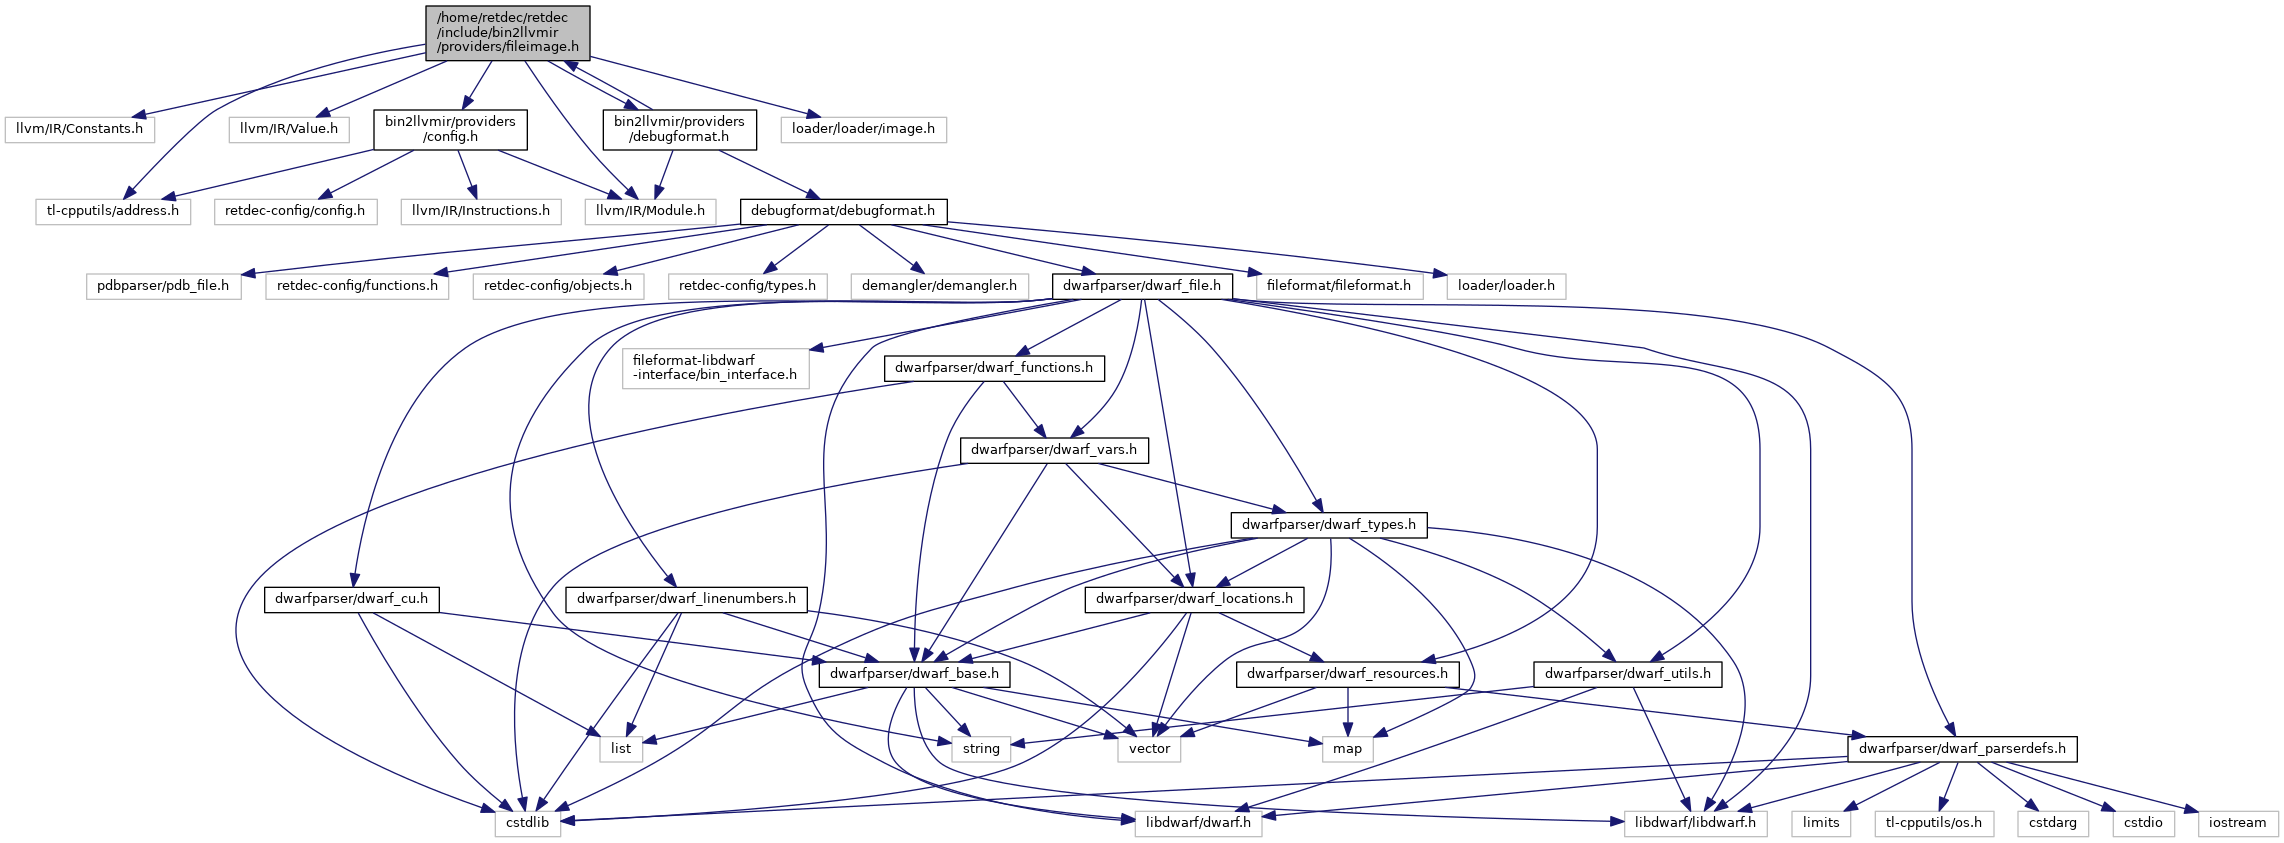 /home/retdec/retdec
/include/bin2llvmir
/providers/fileimage.h
llvm/IR/Constants.h
llvm/IR/Value.h
bin2llvmir/providers
/config.h
bin2llvmir/providers
/debugformat.h
loader/loader/image.h
tl-cpputils/address.h
retdec-config/config.h
llvm/IR/Instructions.h
llvm/IR/Module.h
debugformat/debugformat.h
pdbparser/pdb_file.h
retdec-config/functions.h
retdec-config/objects.h
retdec-config/types.h
demangler/demangler.h
dwarfparser/dwarf_file.h
fileformat/fileformat.h
loader/loader.h
fileformat-libdwarf
-interface/bin_interface.h
dwarfparser/dwarf_functions.h
dwarfparser/dwarf_vars.h
dwarfparser/dwarf_types.h
dwarfparser/dwarf_cu.h
dwarfparser/dwarf_linenumbers.h
dwarfparser/dwarf_locations.h
dwarfparser/dwarf_base.h
dwarfparser/dwarf_resources.h
dwarfparser/dwarf_utils.h
list
string
vector
map
dwarfparser/dwarf_parserdefs.h
cstdlib
libdwarf/dwarf.h
libdwarf/libdwarf.h
limits
tl-cpputils/os.h
cstdarg
cstdio
iostream